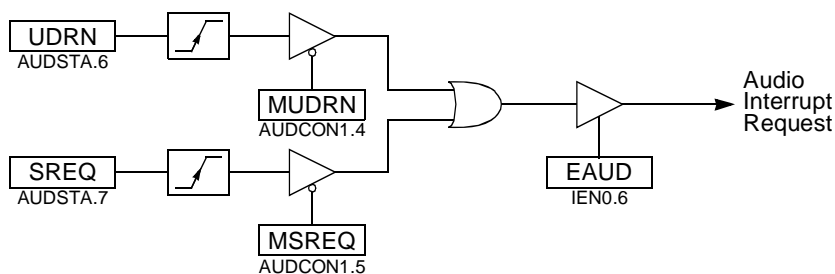 UDRN
AUDSTA.6
MUDRN
AUDCON1.4
SREQ
AUDSTA.7
MSREQ
AUDCON1.5
EAUD
IEN0.6
Audio
Interrupt
Request